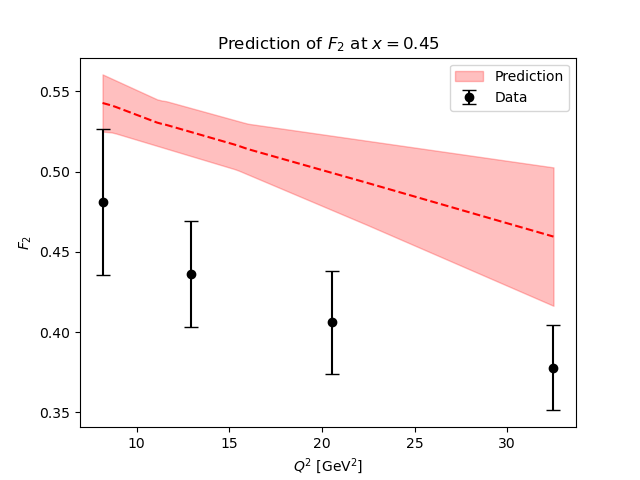 Prediction of F₂ at x = 0.45
Prediction
Data
0.55
0.50
0.45
0.40
0.35
F₂
10
15
20
25
30
Q² [GeV²]